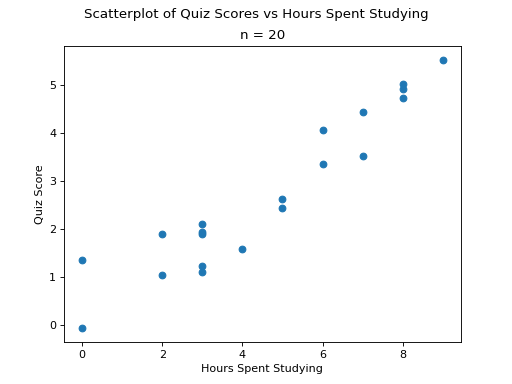 Scatterplot of Quiz Scores vs Hours Spent Studying
n = 20
5
4
3
2
1
0
Quiz Score
0 2 4 6 8
Hours Spent Studying